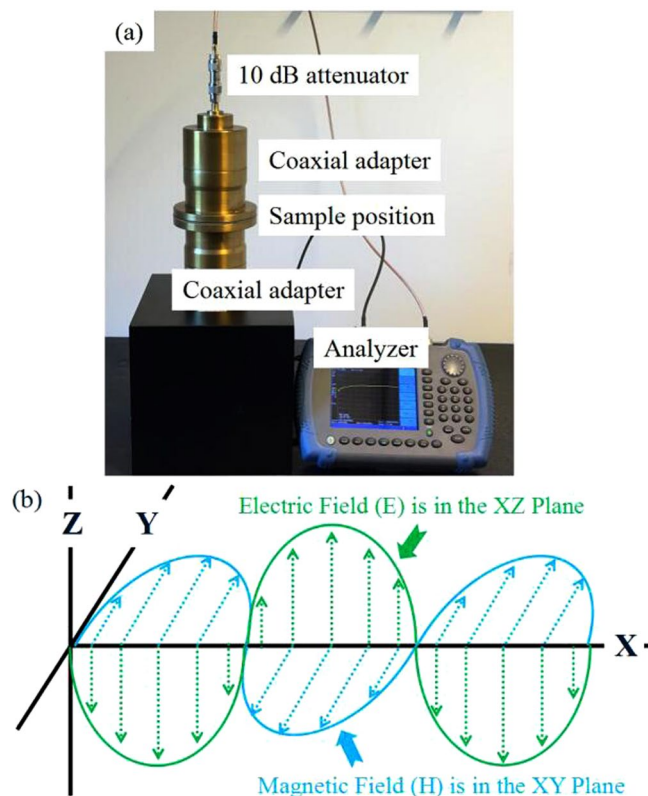 (a)
10 dB attenuator
Coaxial adapter
Sample position
Coaxial adapter
Analyzer
(b)
Z
Y
Electric Field (E) is in the XZ Plane
X
Magnetic Field (H) is in the XY Plane